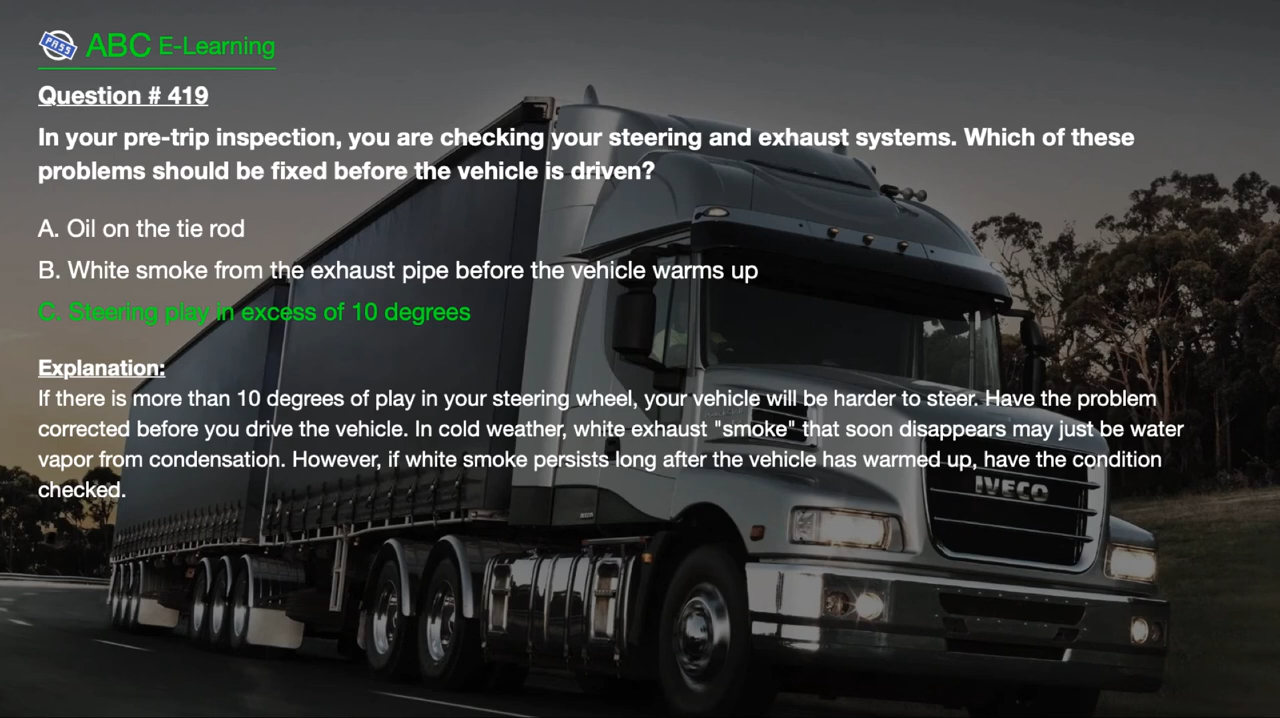 PASS
ABC E-Learning
Question # 419
In your pre-trip inspection, you are checking your steering and exhaust systems. Which of these
problems should be fixed before the vehicle is driven?
A. Oil on the tie rod
B. White smoke from the exhaust pipe before the vehicle warms up
C. Steering play in excess of 10 degrees
Explanation:
If there is more than 10 degrees of play in your steering wheel, your vehicle will be harder to steer. Have the problem
corrected before you drive the vehicle. In cold weather, white exhaust "smoke" that soon disappears may just be water
vapor from condensation. However, if white smoke persists long after the vehicle has warmed up, have the condition
checked.
IVECO